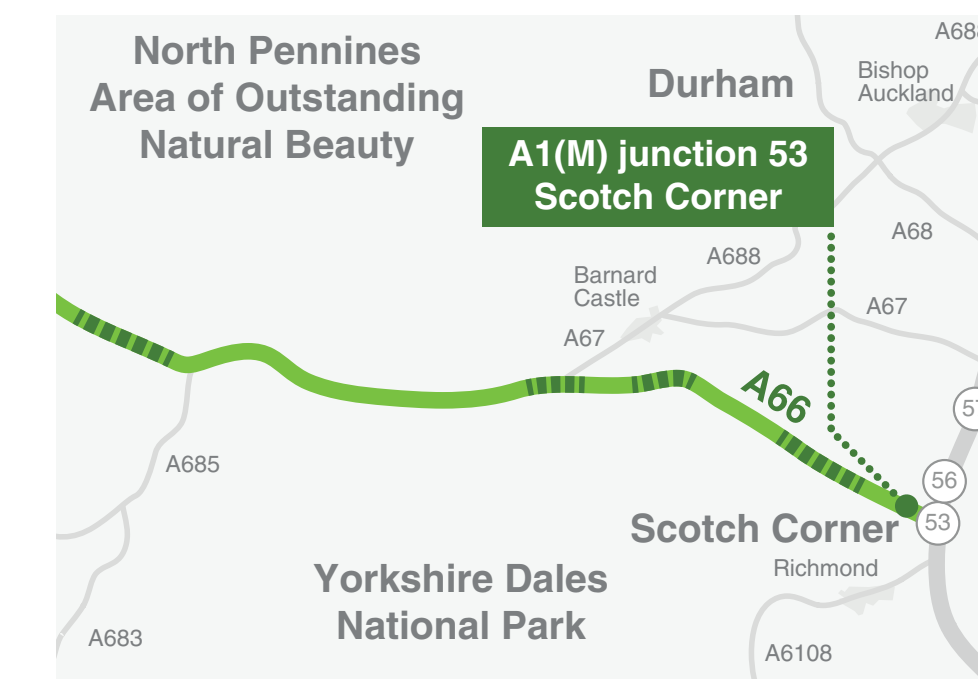 North Pennines
Area of Outstanding
Natural Beauty
Durham
Bishop
Auckland
A1(M) junction 53
Scotch Corner
A68
A688
Barnard
Castle
A67
A67
A66
A685
56
53
Scotch Corner
Richmond
Yorkshire Dales
National Park
A683
A6108